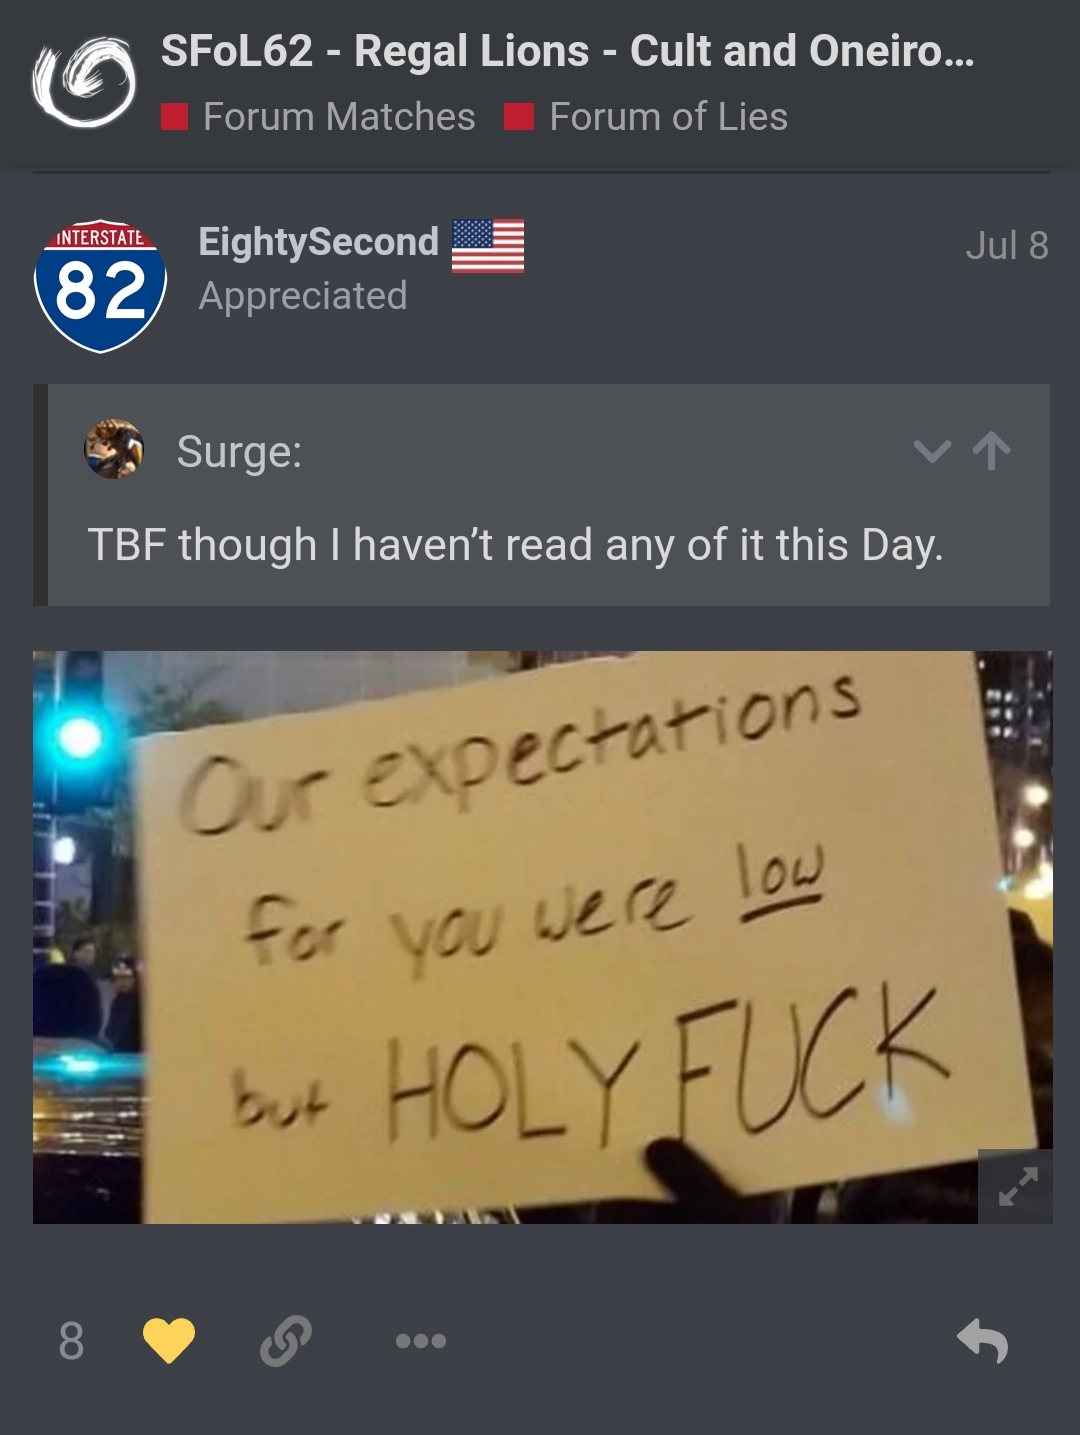 SFoL62 - Regal Lions - Cult and Oneiro...
Forum Matches Forum of Lies
INTERSTATE
82
EightySecond
Jul 8
Appreciated
Surge:
TBF though I haven’t read any of it this Day.
Our expectations
for you were low
but HOLY FUCK
8